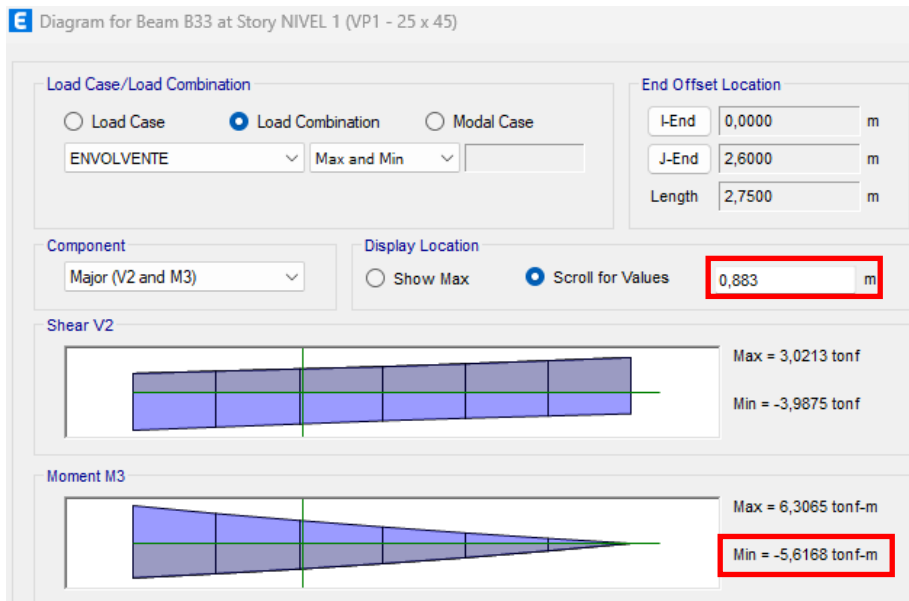 E Diagram for Beam B33 at Story NIVEL 1 (VP1 - 25 x 45)
Load Case/Load Combination
Load Case Load Combination Modal Case
ENVOLVENTE Max and Min
End Offset Location
I-End 0,0000 m
J-End 2,6000 m
Length 2,7500 m
Component
Major (V2 and M3)
Display Location
Show Max Scroll for Values 0,883 m
Shear V2
Max = 3,0213 tonf
Min = -3,9875 tonf
Moment M3
Max = 6,3065 tonf-m
Min = -5,6168 tonf-m